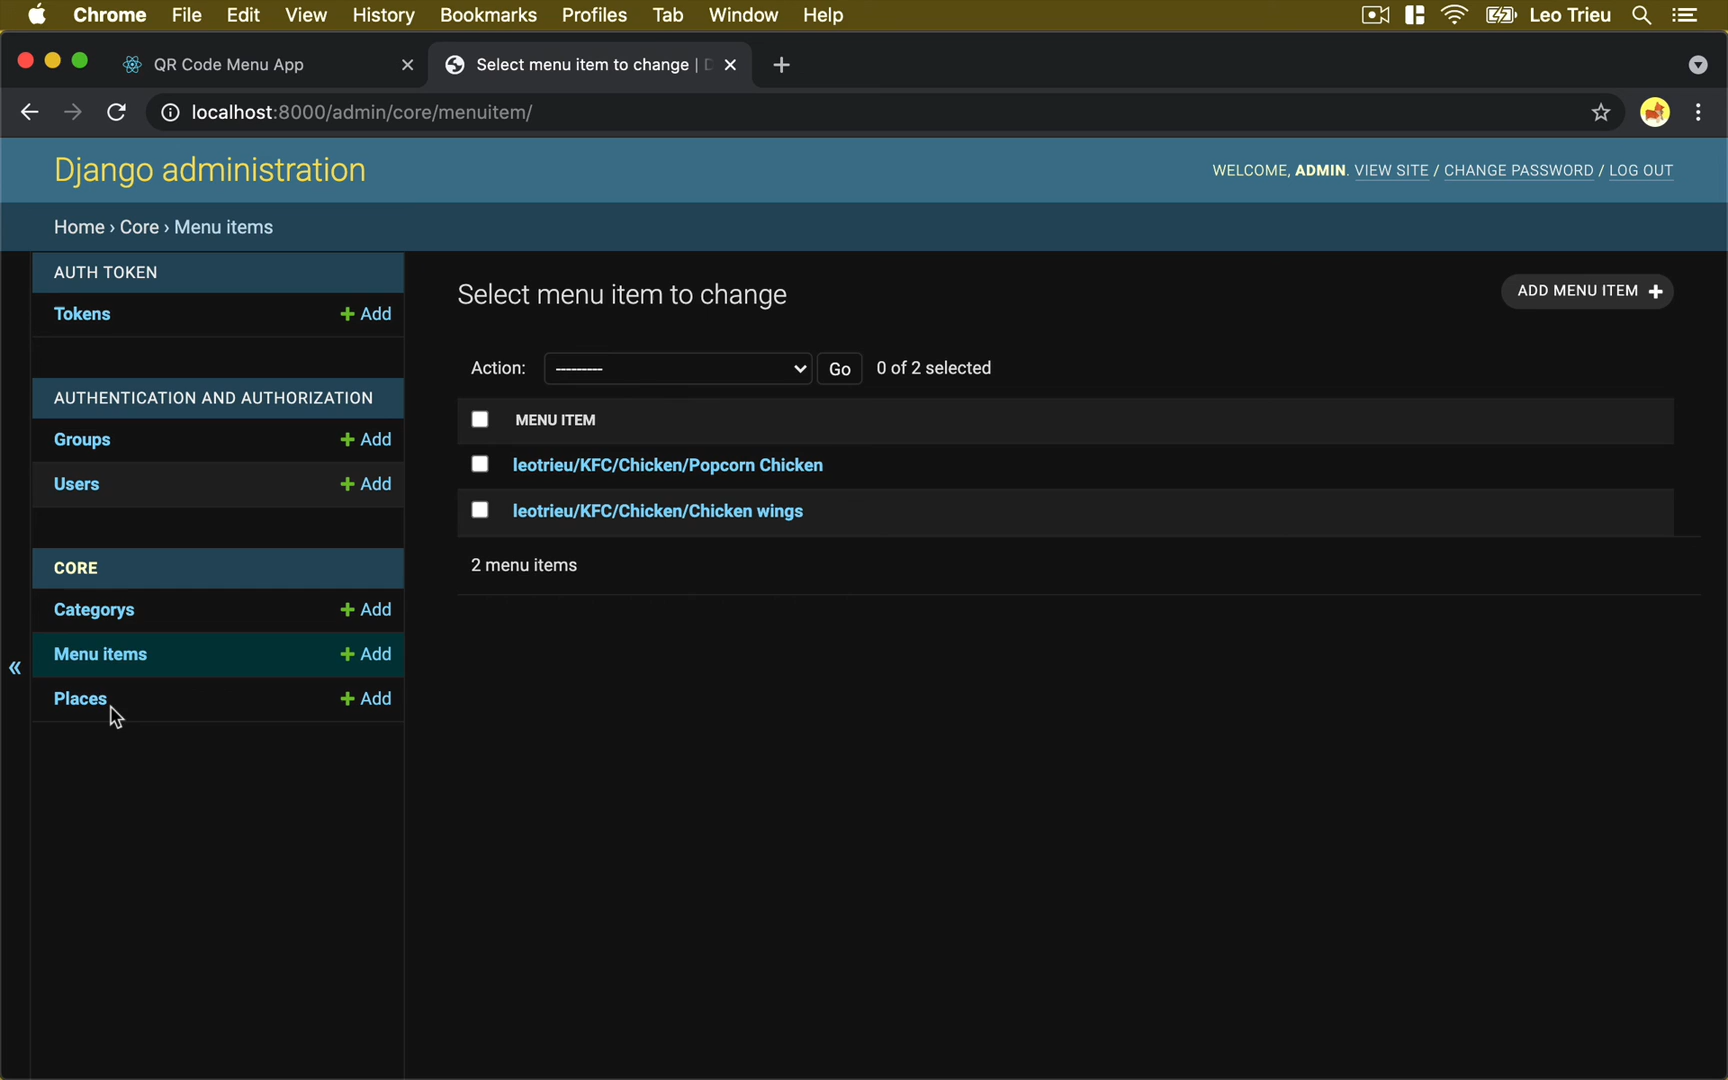 Chrome File Edit View History Bookmarks Profiles Tab Window Help Leo Trieu
QR Code Menu App
Select menu item to change |
localhost:8000/admin/core/menuitem/
Django administration
WELCOME, ADMIN. VIEW SITE / CHANGE PASSWORD / LOG OUT
Home › Core › Menu items
AUTH TOKEN
Tokens + Add
AUTHENTICATION AND AUTHORIZATION
Groups + Add
Users + Add
CORE
Categorys + Add
Menu items + Add
Places + Add
«
Select menu item to change
ADD MENU ITEM +
Action: --------- Go 0 of 2 selected
MENU ITEM
leotrieu/KFC/Chicken/Popcorn Chicken
leotrieu/KFC/Chicken/Chicken wings
2 menu items